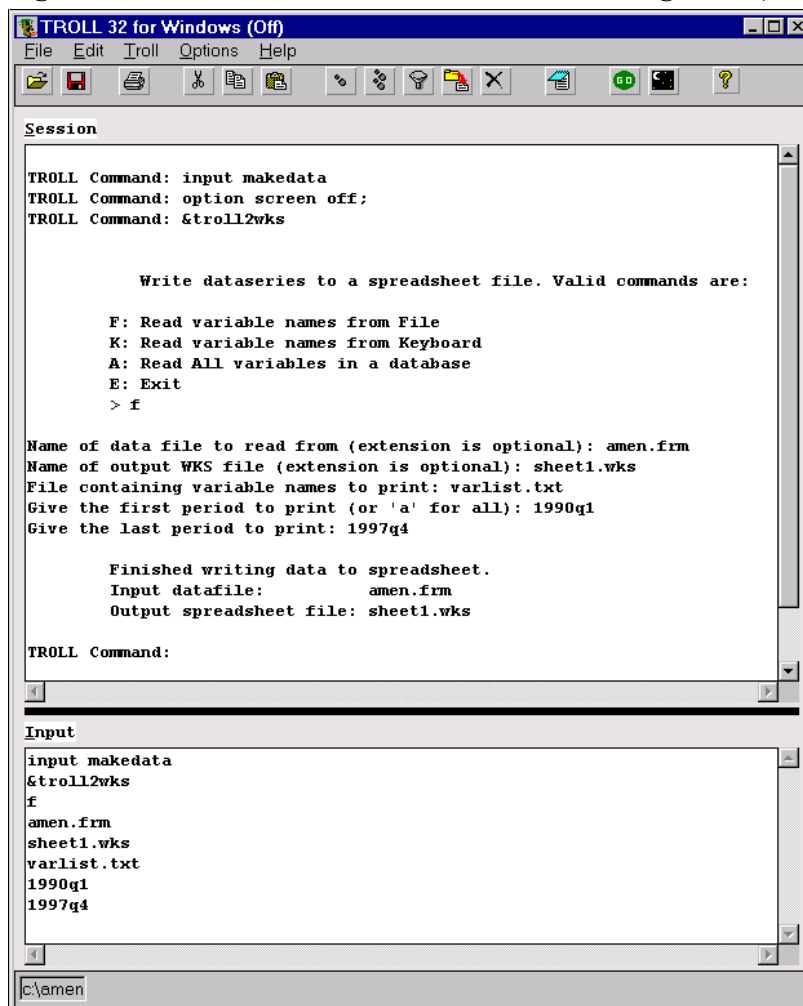 TROLL 32 for Windows (Off)
File Edit Troll Options Help
GO ?
Session
TROLL Command: input makedata
TROLL Command: option screen off;
TROLL Command: &troll2wks
Write dataseries to a spreadsheet file. Valid commands are:
F: Read variable names from File
K: Read variable names from Keyboard
A: Read All variables in a database
E: Exit
> f
Name of data file to read from (extension is optional): amen.frm
Name of output WKS file (extension is optional): sheet1.wks
File containing variable names to print: varlist.txt
Give the first period to print (or 'a' for all): 1990q1
Give the last period to print: 1997q4
Finished writing data to spreadsheet.
Input datafile: amen.frm
Output spreadsheet file: sheet1.wks
TROLL Command:
Input
input makedata
&troll2wks
f
amen.frm
sheet1.wks
varlist.txt
1990q1
1997q4
c:\amen